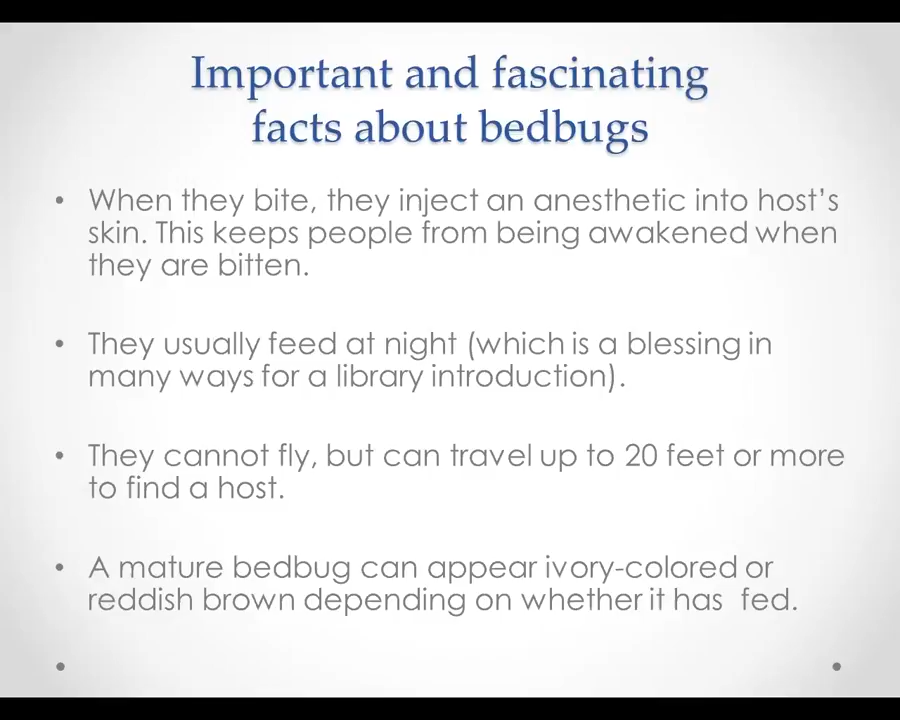 Important and fascinating
facts about bedbugs
• When they bite, they inject an anesthetic into host’s
skin. This keeps people from being awakened when
they are bitten.
• They usually feed at night (which is a blessing in
many ways for a library introduction).
• They cannot fly, but can travel up to 20 feet or more
to find a host.
• A mature bedbug can appear ivory-colored or
reddish brown depending on whether it has  fed.